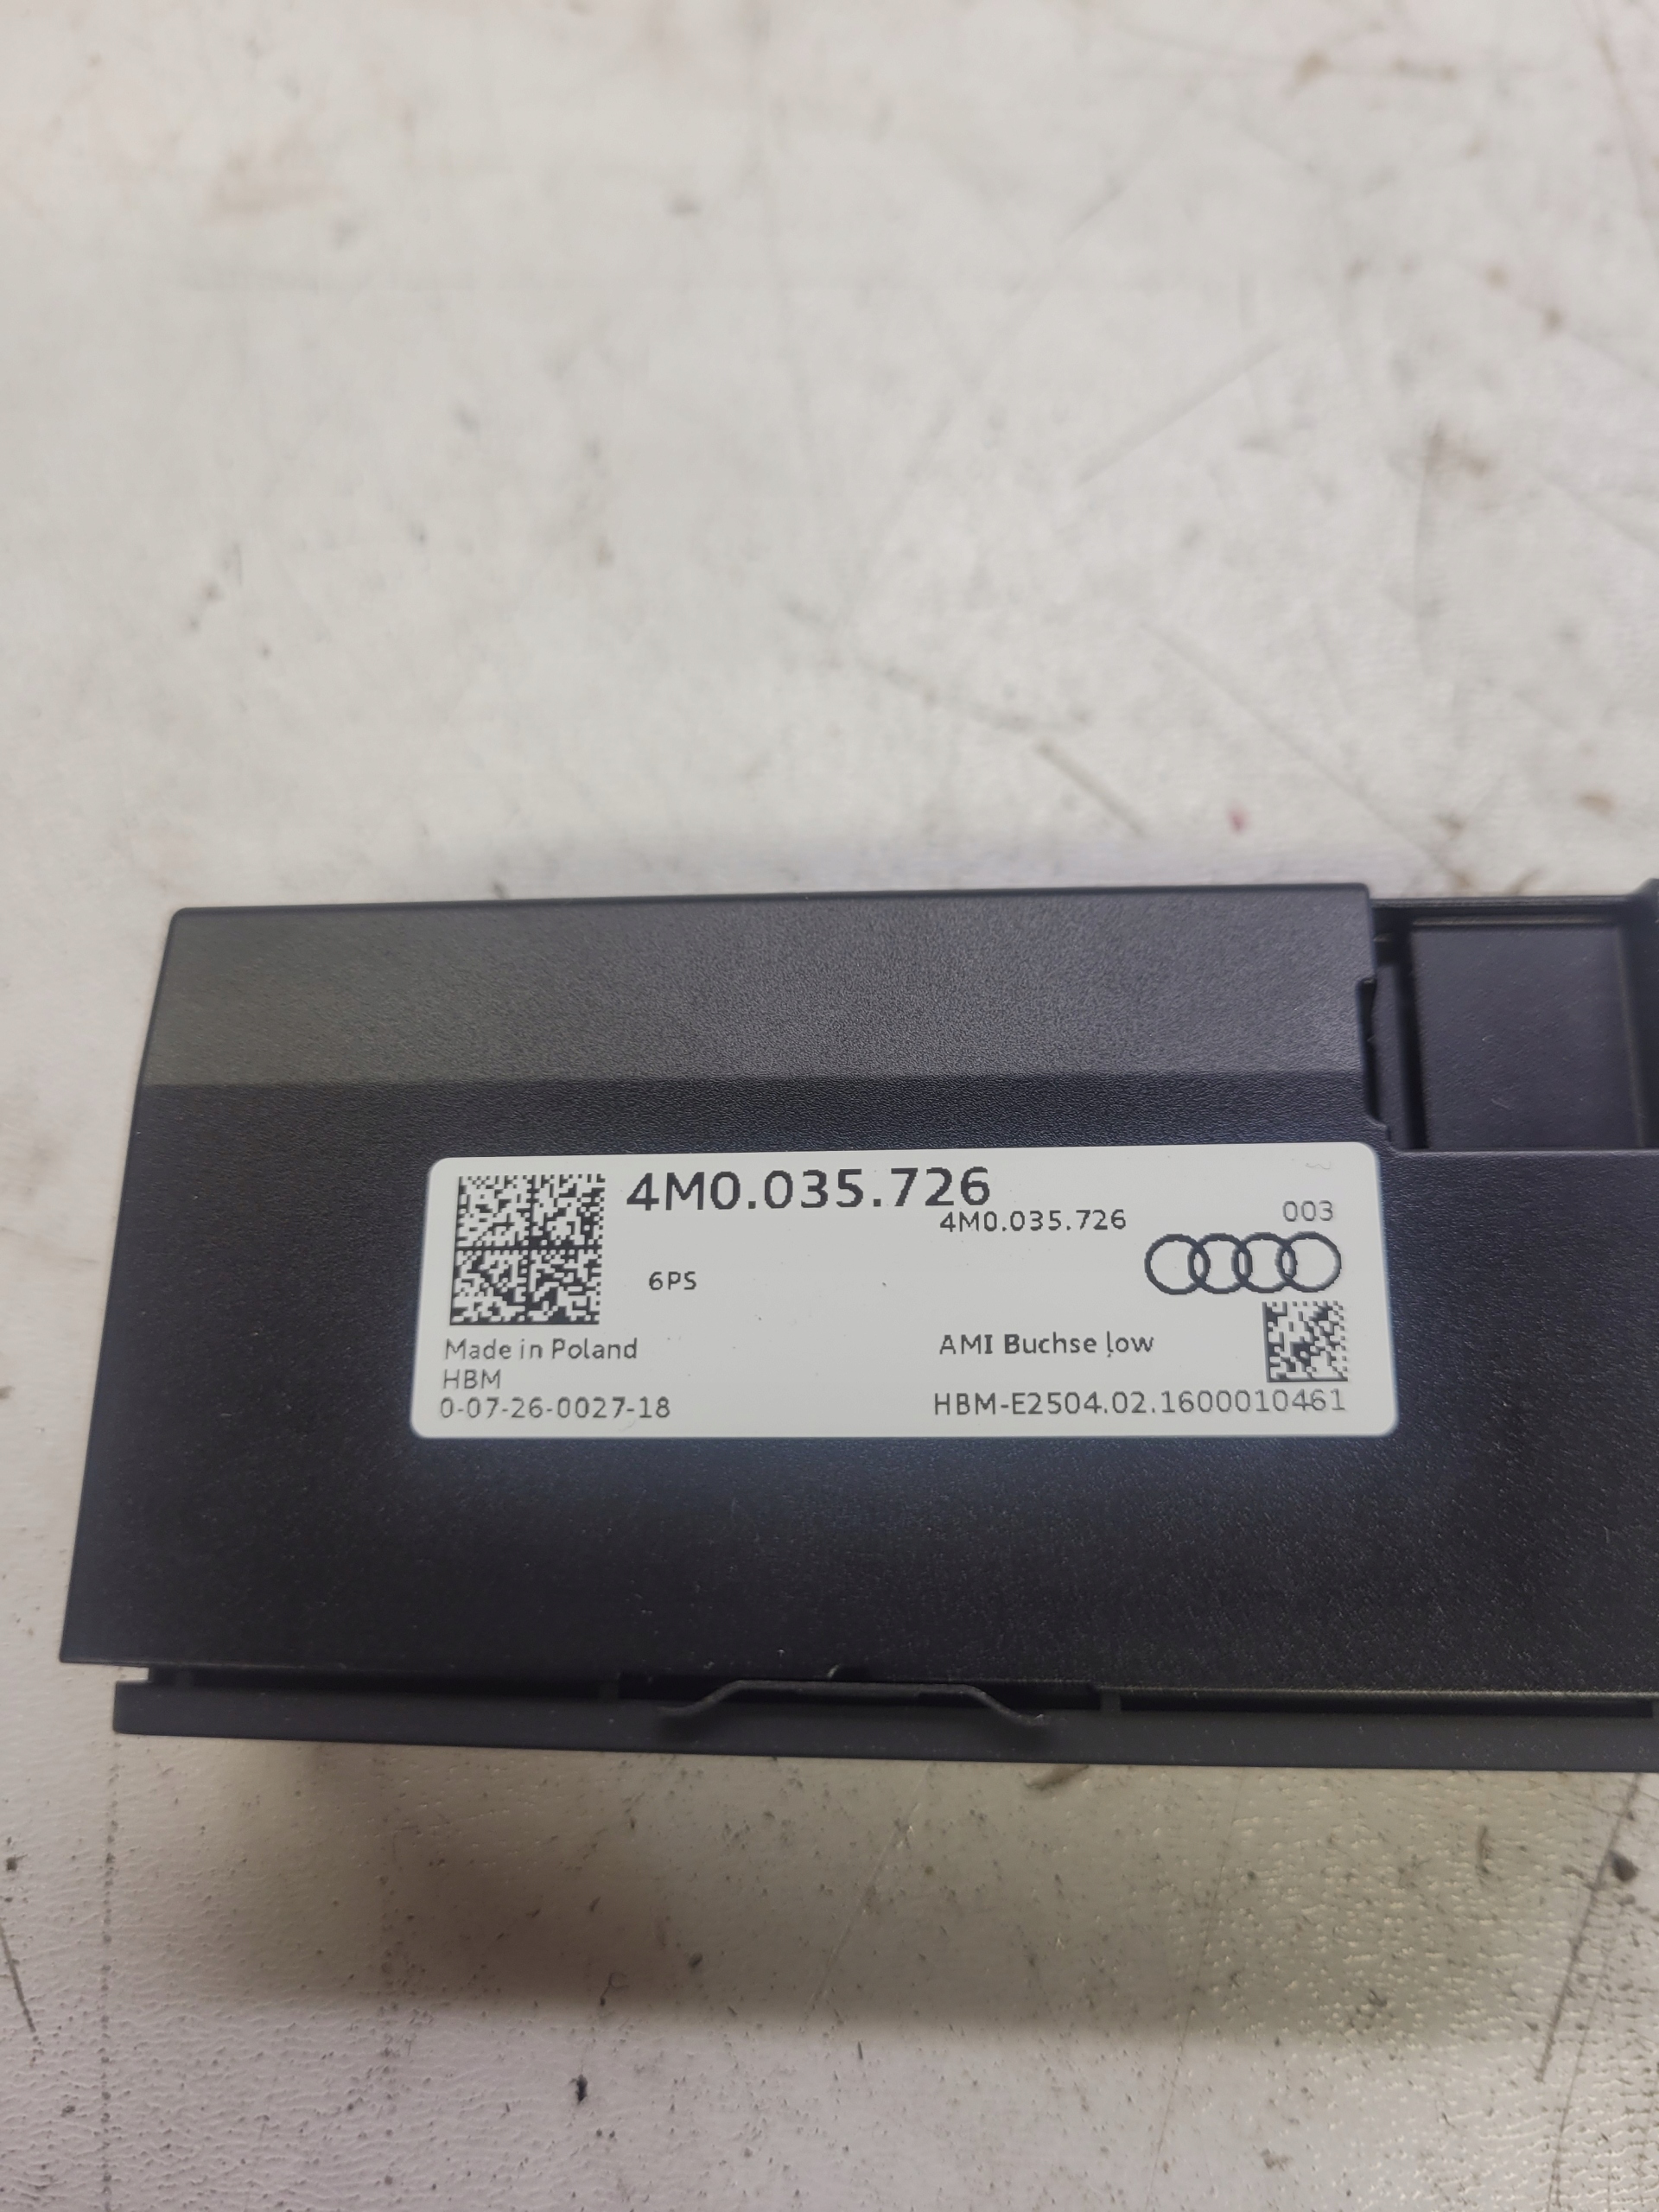 4M0.035.726
4M0.035.726
003
6PS
Made in Poland
AMI Buchse low
HBM
0-07-26-0027-18
HBM-E2504.02.1600010461